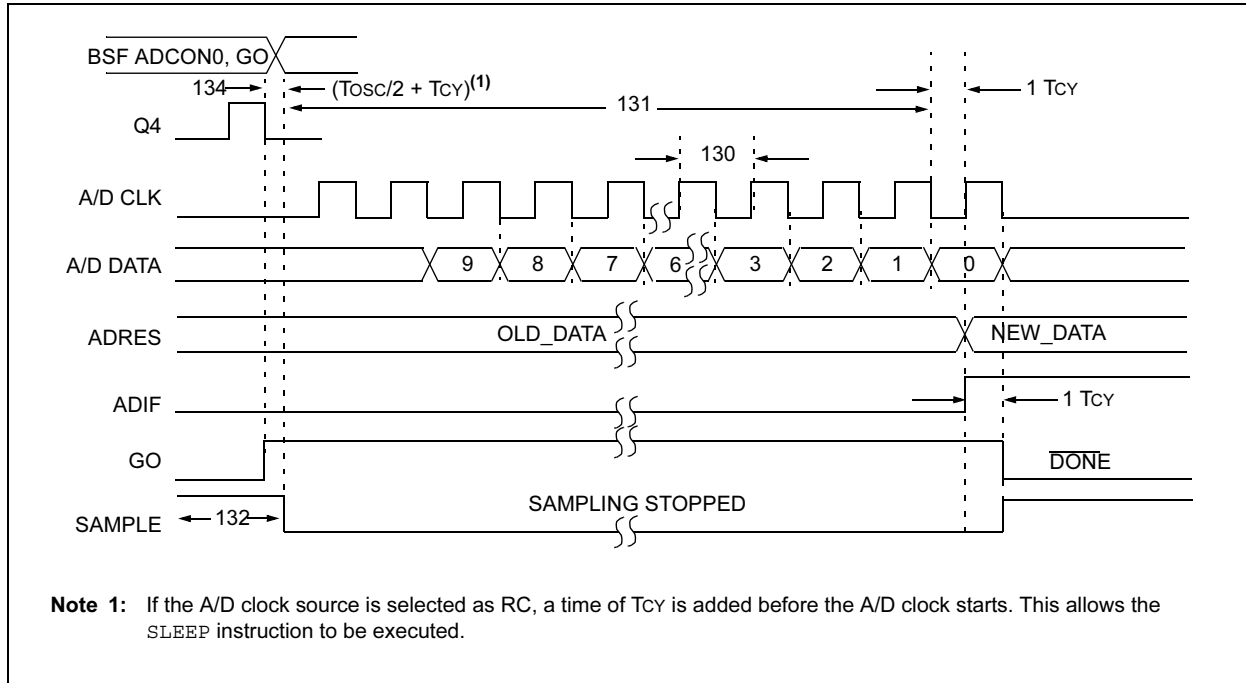 BSF ADCON0, GO
134 (TOSC/2 + TCY)(1) 1 TCY
131
Q4
130
A/D CLK
A/D DATA 9 8 7 6 3 2 1 0
ADRES OLD_DATA NEW_DATA
ADIF 1 TCY
GO DONE
SAMPLE 132 SAMPLING STOPPED
Note 1: If the A/D clock source is selected as RC, a time of TCY is added before the A/D clock starts. This allows the
SLEEP instruction to be executed.